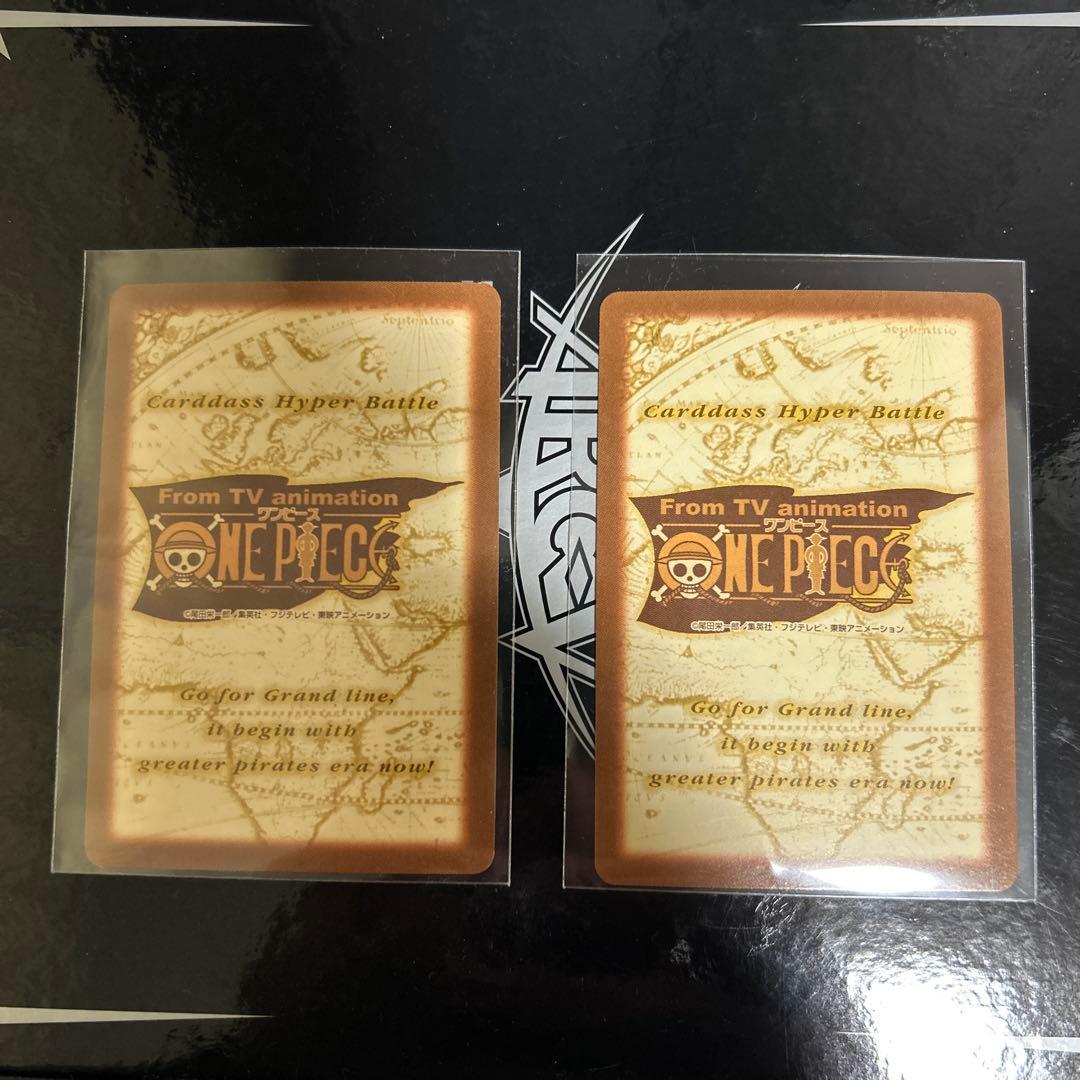 Septentrio
Carddass Hyper Battle
From TV animation
ワンピース
ONE PIECE
©尾田栄一郎/集英社・フジテレビ・東映アニメーション
Go for Grand line,
it begin with
greater pirates era now!
Septentrio
Carddass Hyper Battle
From TV animation
ワンピース
ONE PIECE
©尾田栄一郎/集英社・フジテレビ・東映アニメーション
Go for Grand line,
it begin with
greater pirates era now!